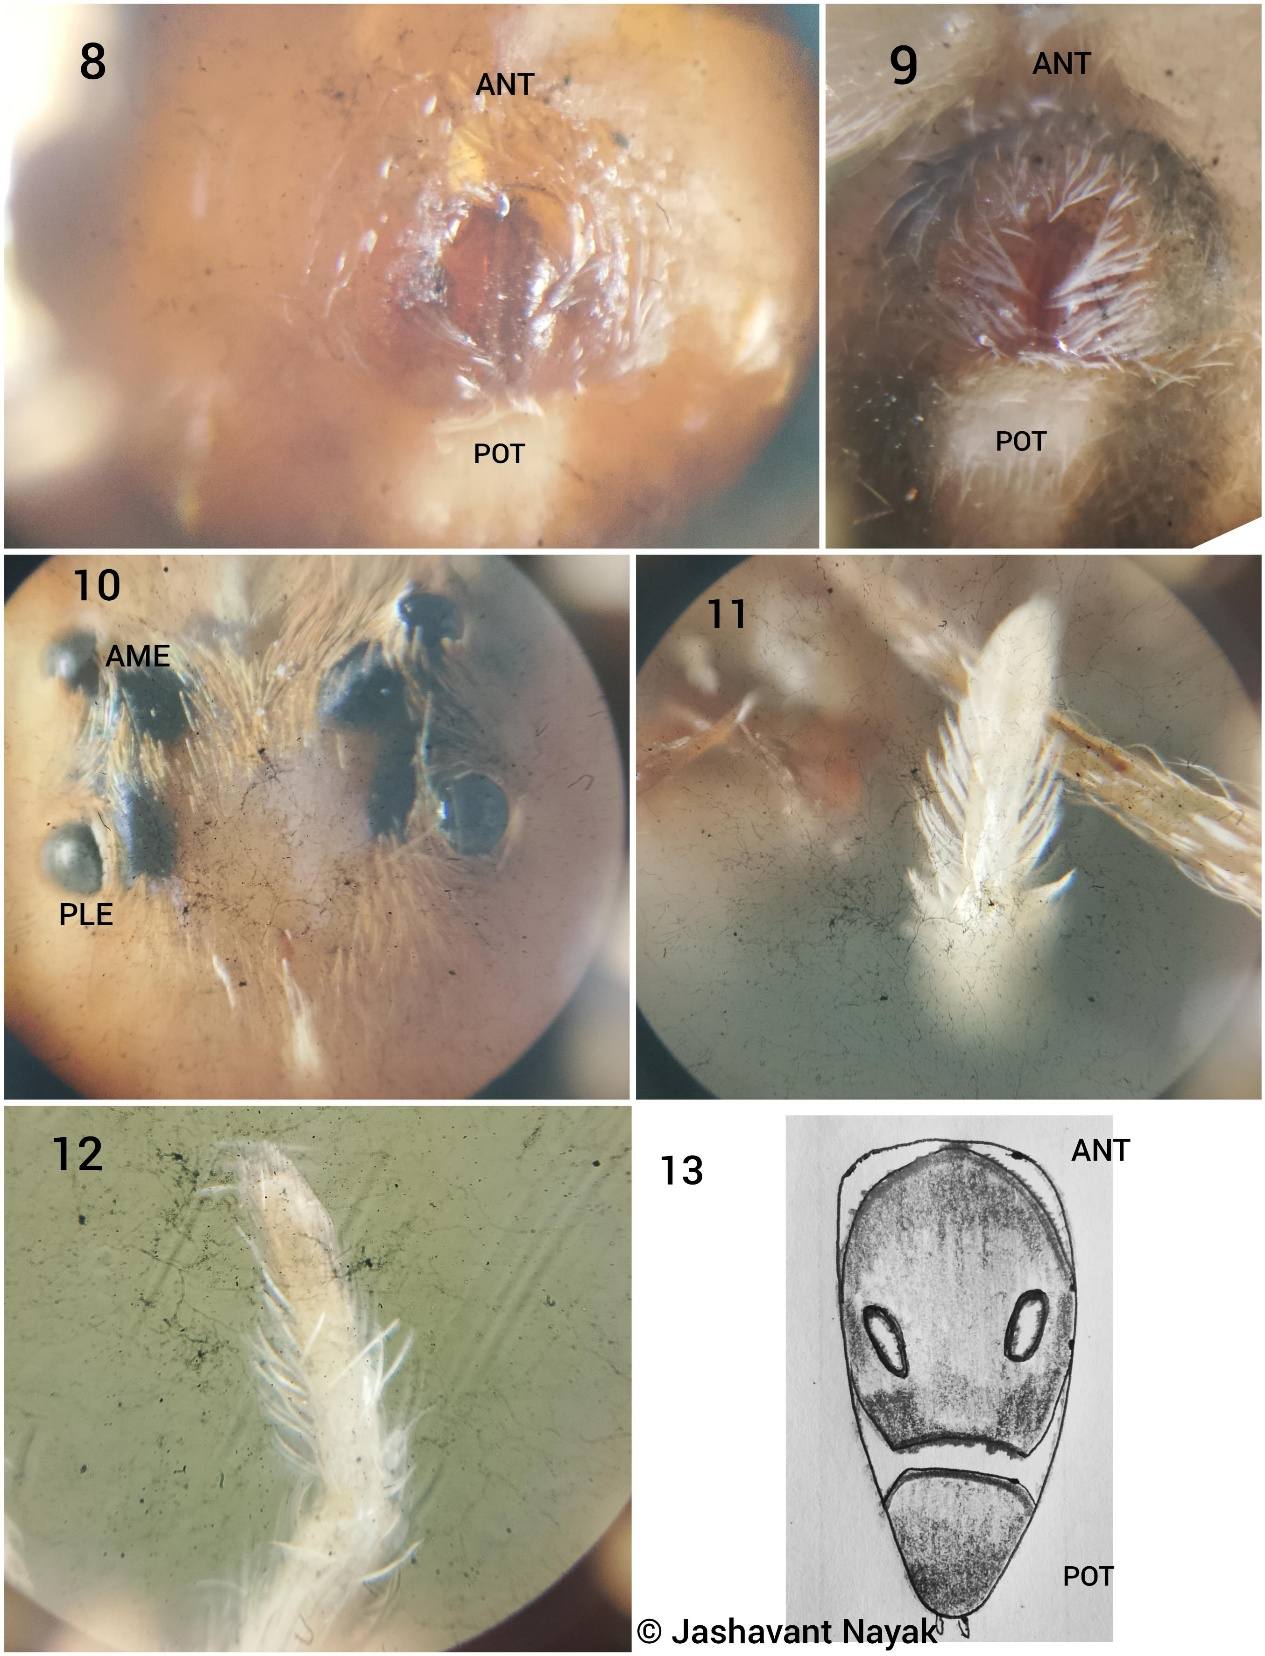 8
ANT
POT
9
ANT
POT
10
AME
PLE
11
12
13
ANT
POT
© Jashavant Nayak